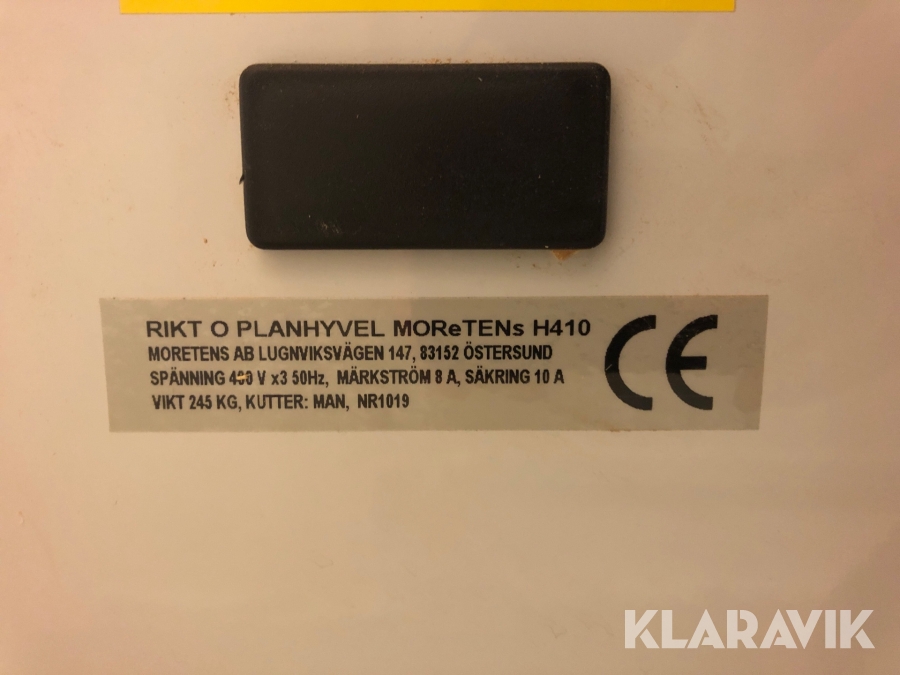 RIKT O PLANHYVEL MOReTENs H410
MORETENS AB LUGNVIKSVÄGEN 147, 83152 ÖSTERSUND
SPÄNNING 400 V x3 50Hz, MÄRKSTRÖM 8 A, SÄKRING 10 A
VIKT 245 KG, KUTTER: MAN, NR1019
CE
KLARAVIK